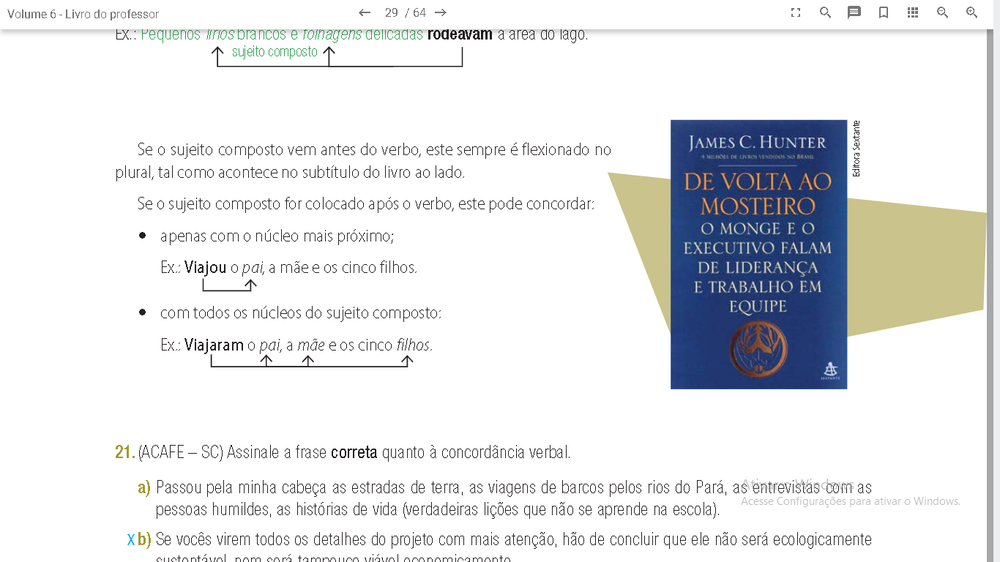 Volume 6 - Livro do professor
29 / 64
Ex.: Pequenos lírios brancos e folhagens delicadas rodeavam a área do lago.
sujeito composto
Se o sujeito composto vem antes do verbo, este sempre é flexionado no
plural, tal como acontece no subtítulo do livro ao lado.
Se o sujeito composto for colocado após o verbo, este pode concordar:
• apenas com o núcleo mais próximo;
Ex.: Viajou o pai, a mãe e os cinco filhos.
• com todos os núcleos do sujeito composto:
Ex.: Viajaram o pai, a mãe e os cinco filhos.
JAMES C. HUNTER
4 MILHÕES DE LIVROS VENDIDOS NO BRASIL
DE VOLTA AO
MOSTEIRO
O MONGE E O
EXECUTIVO FALAM
DE LIDERANÇA
E TRABALHO EM
EQUIPE
SEXTANTE
Editora Sextante
21. (ACAFE – SC) Assinale a frase correta quanto à concordância verbal.
a) Passou pela minha cabeça as estradas de terra, as viagens de barcos pelos rios do Pará, as entrevistas com as
pessoas humildes, as histórias de vida (verdadeiras lições que não se aprende na escola).
X b) Se vocês virem todos os detalhes do projeto com mais atenção, hão de concluir que ele não será ecologicamente
sustentável, nem será tampouco viável economicamente.
Ativar o Windows
Acesse Configurações para ativar o Windows.